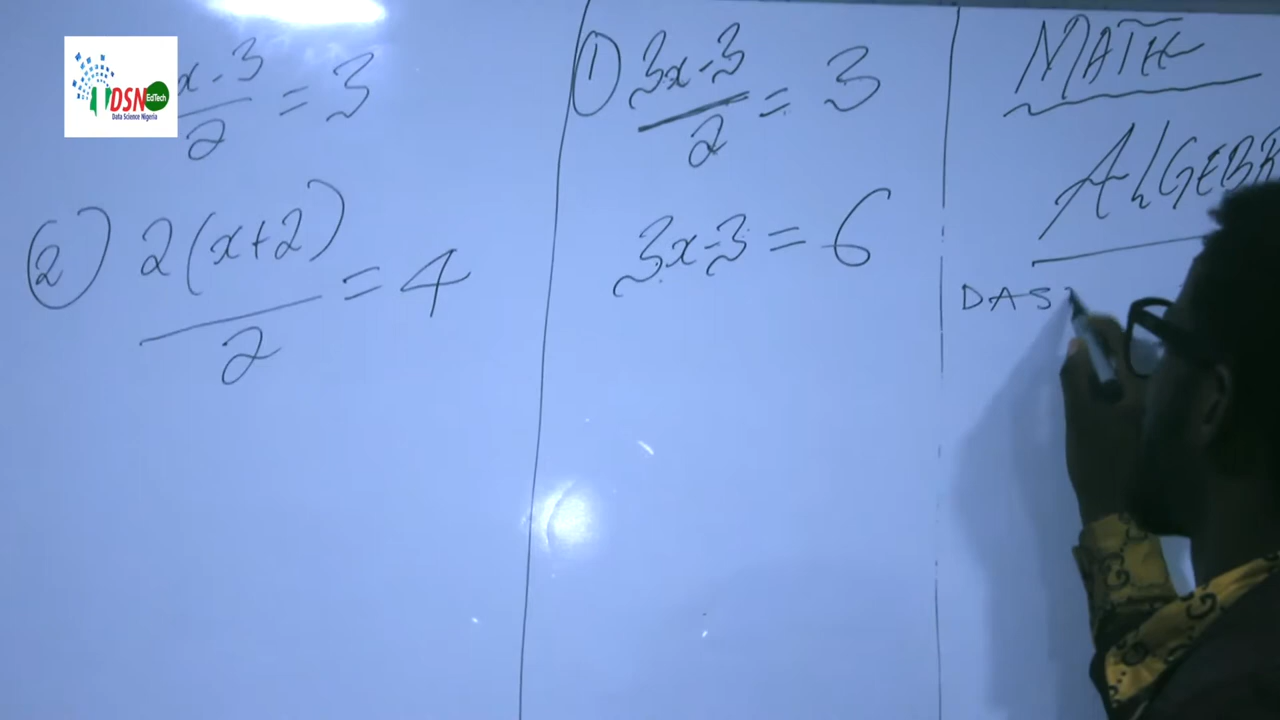 DSN EdTech
Data Science Nigeria
x-3/2 = 3
② 2(x+2)/2 = 4
① 3x-3/2 = 3
3x-3 = 6
MATH
ALGEB
DAS